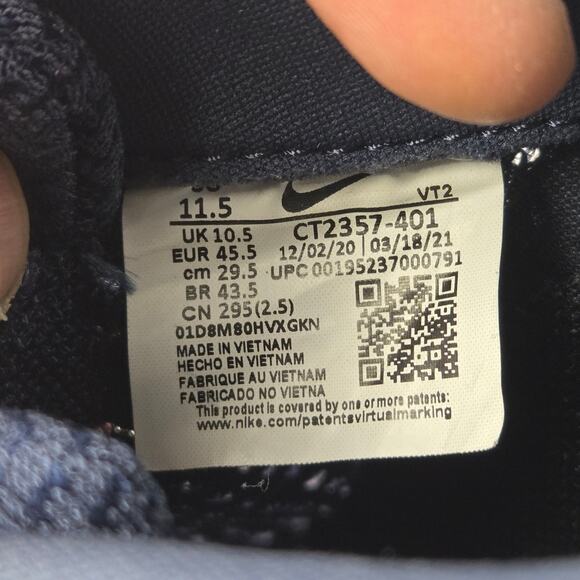 US
11.5
VT2
UK 10.5 CT2357-401
EUR 45.5 12/02/20 03/18/21
cm 29.5 UPC 00195237000791
BR 43.5
CN 295(2.5)
01D8M80HVXGKN
MADE IN VIETNAM
HECHO EN VIETNAM
FABRIQUE AU VIETNAM
FABRICADO NO VIETNA
This product is covered by one or more patents:
www.nike.com/patentsvirtualmarking